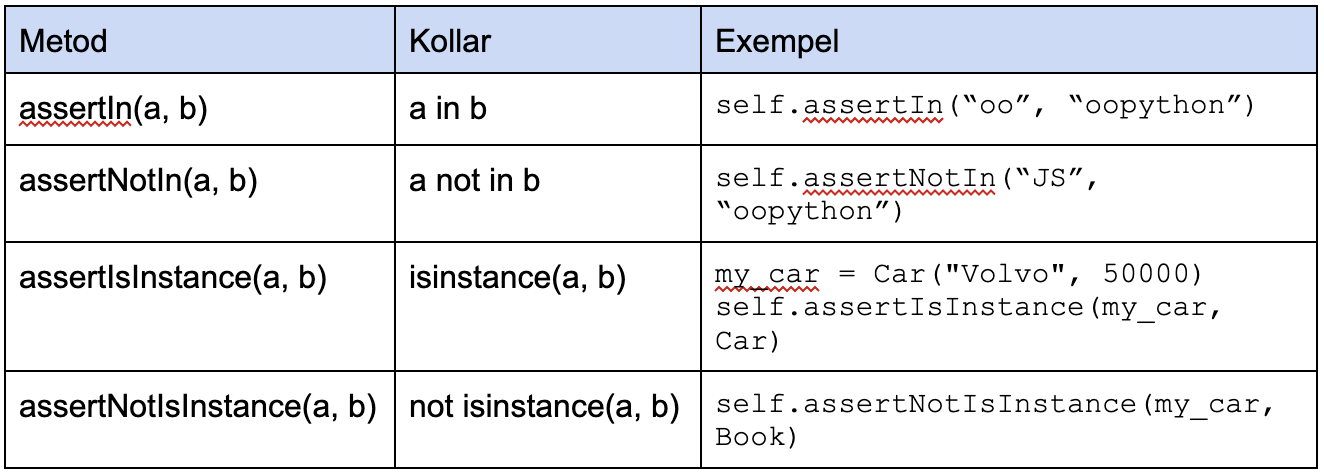 Metod Kollar Exempel
assertIn(a, b) a in b self.assertIn(“oo”, “oopython”)
assertNotIn(a, b) a not in b self.assertNotIn(“JS”,
“oopython”)
assertIsInstance(a, b) isinstance(a, b) my_car = Car("Volvo", 50000)
self.assertIsInstance(my_car,
Car)
assertNotIsInstance(a, b) not isinstance(a, b) self.assertNotIsInstance(my_car,
Book)